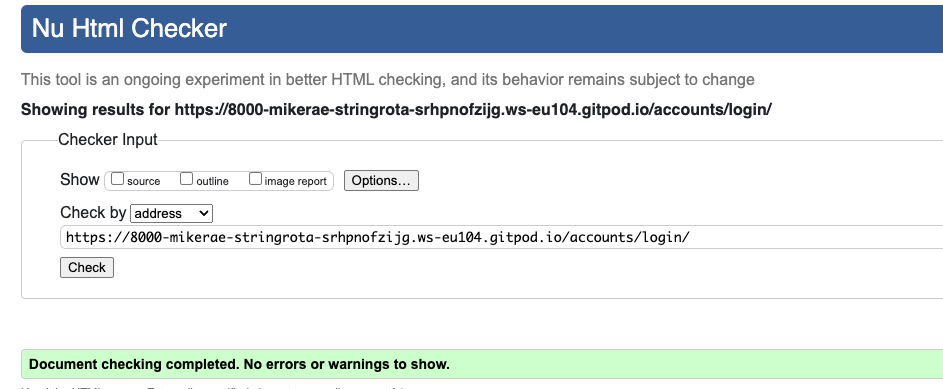 Nu Html Checker
This tool is an ongoing experiment in better HTML checking, and its behavior remains subject to change
Showing results for https://8000-mikerae-stringrota-srhpnofzijg.ws-eu104.gitpod.io/accounts/login/
Checker Input
Show source outline image report Options...
Check by address
https://8000-mikerae-stringrota-srhpnofzijg.ws-eu104.gitpod.io/accounts/login/
Check
Document checking completed. No errors or warnings to show.